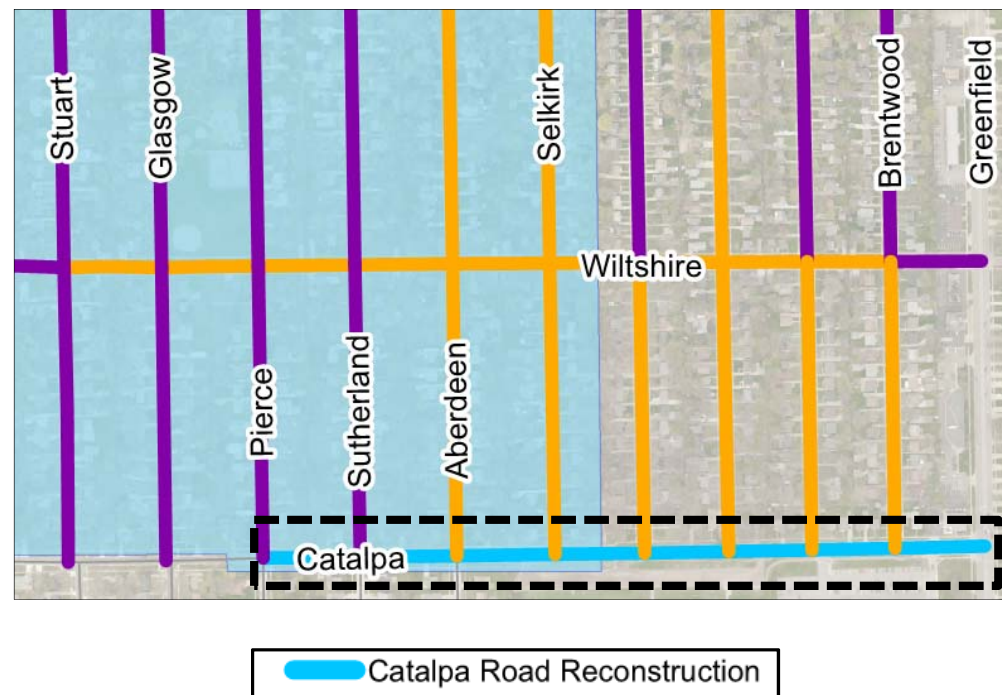 Stuart
Glasgow
Pierce
Sutherland
Aberdeen
Selkirk
Brentwood
Greenfield
Wiltshire
Catalpa
Catalpa Road Reconstruction